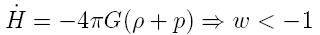 Ḣ = −4πG(ρ + p) ⇒ w < −1